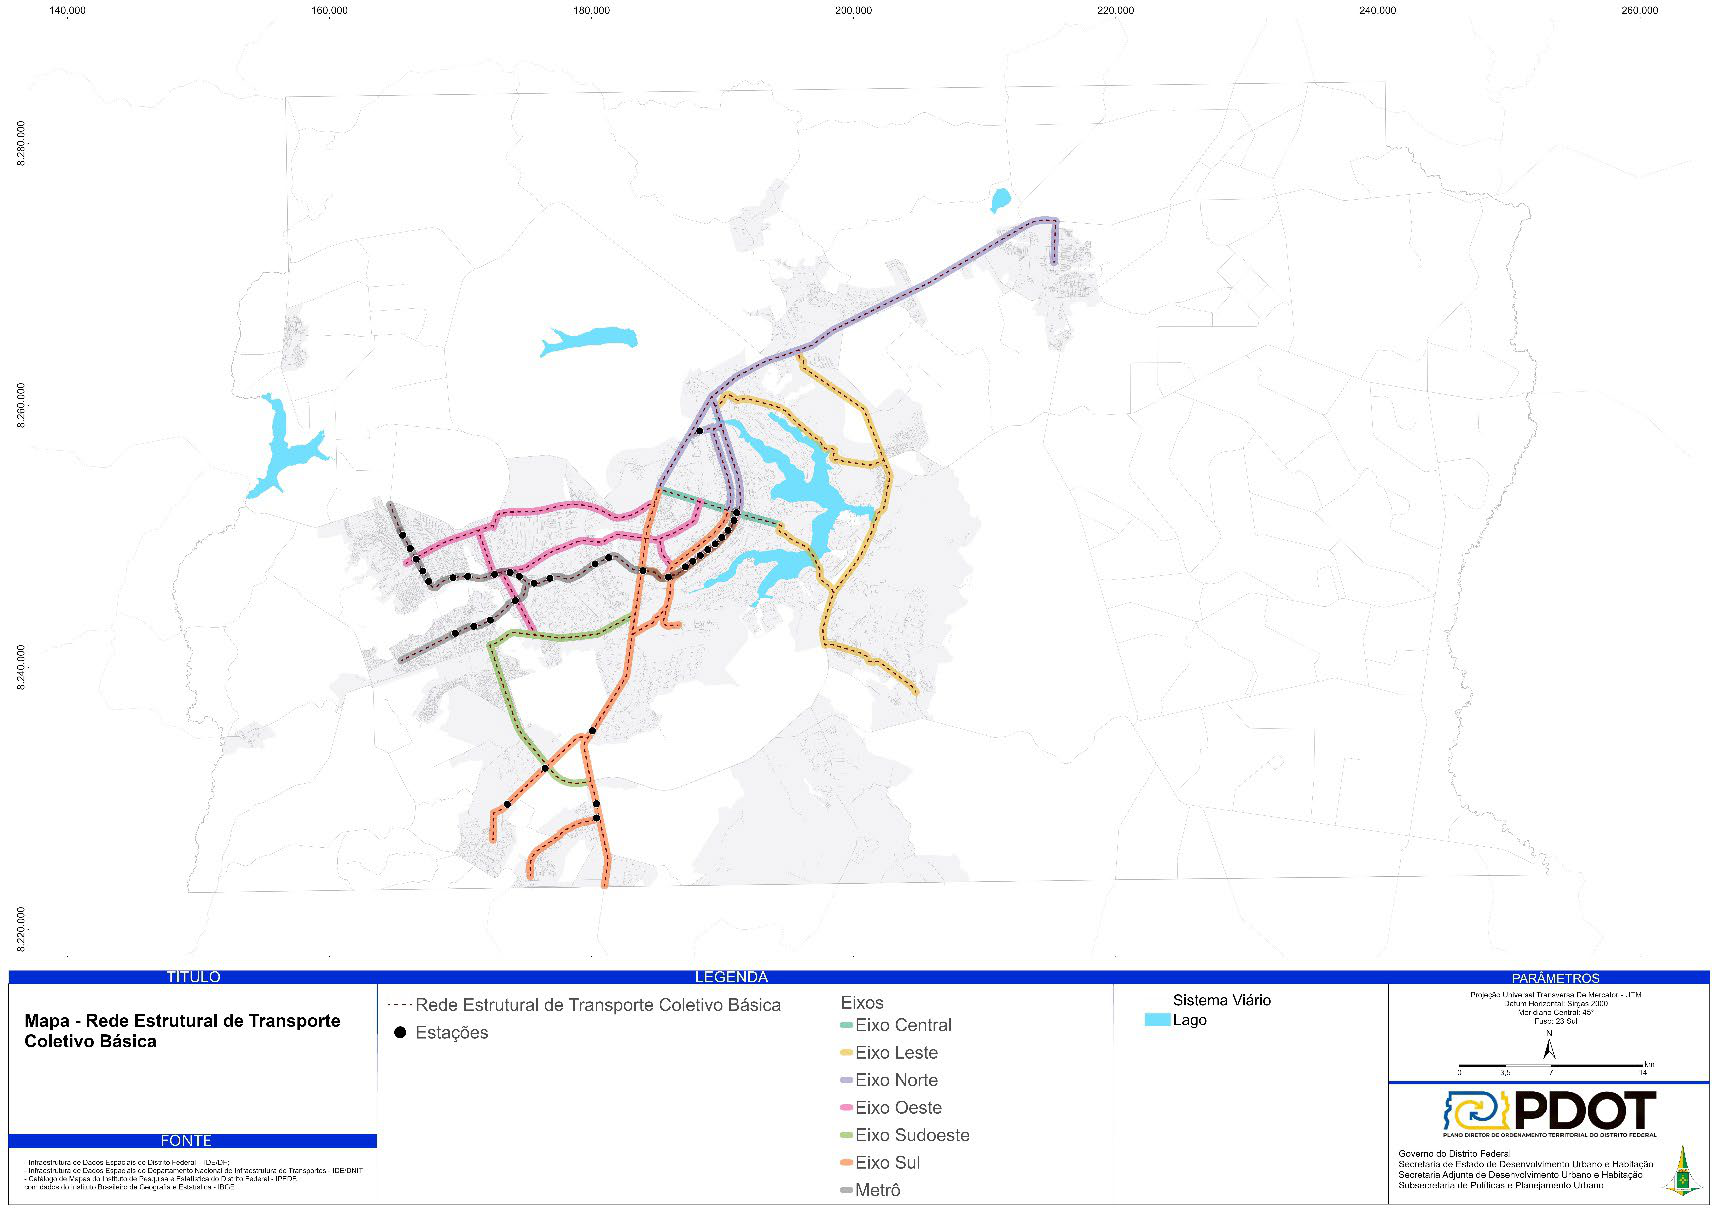 140.000 160.000 180.000 200.000 220.000 240.000 260.000
8.280.000
8.260.000
8.240.000
8.220.000
TÍTULO
Mapa - Rede Estrutural de Transporte
Coletivo Básica
FONTE
- Infraestrutura de Dados Espaciais do Distrito Federal - IDE/DF;
- Infraestrutura de Dados Espaciais do Departamento Nacional de Infraestrutura de Transportes - IDE/DNIT
- Catálogo de Mapas do Instituto de Pesquisa e Estatística do Distrito Federal - IPEDF,
com dados do Instituto Brasileiro de Geografia e Estatística - IBGE
LEGENDA
Rede Estrutural de Transporte Coletivo Básica
Estações
Eixos
Eixo Central
Eixo Leste
Eixo Norte
Eixo Oeste
Eixo Sudoeste
Eixo Sul
Metrô
Sistema Viário
Lago
PARÂMETROS
Projeção Universal Transversa De Mercator - UTM
Datum Horizontal: Sirgas 2000
Meridiano Central: 45°
Fuso: 23 Sul
N
km
0 3,5 7 14
PDOT
PLANO DIRETOR DE ORDENAMENTO TERRITORIAL DO DISTRITO FEDERAL
Governo do Distrito Federal
Secretaria de Estado de Desenvolvimento Urbano e Habitação
Secretaria Adjunta de Desenvolvimento Urbano e Habitação
Subsecretaria de Políticas e Planejamento Urbano